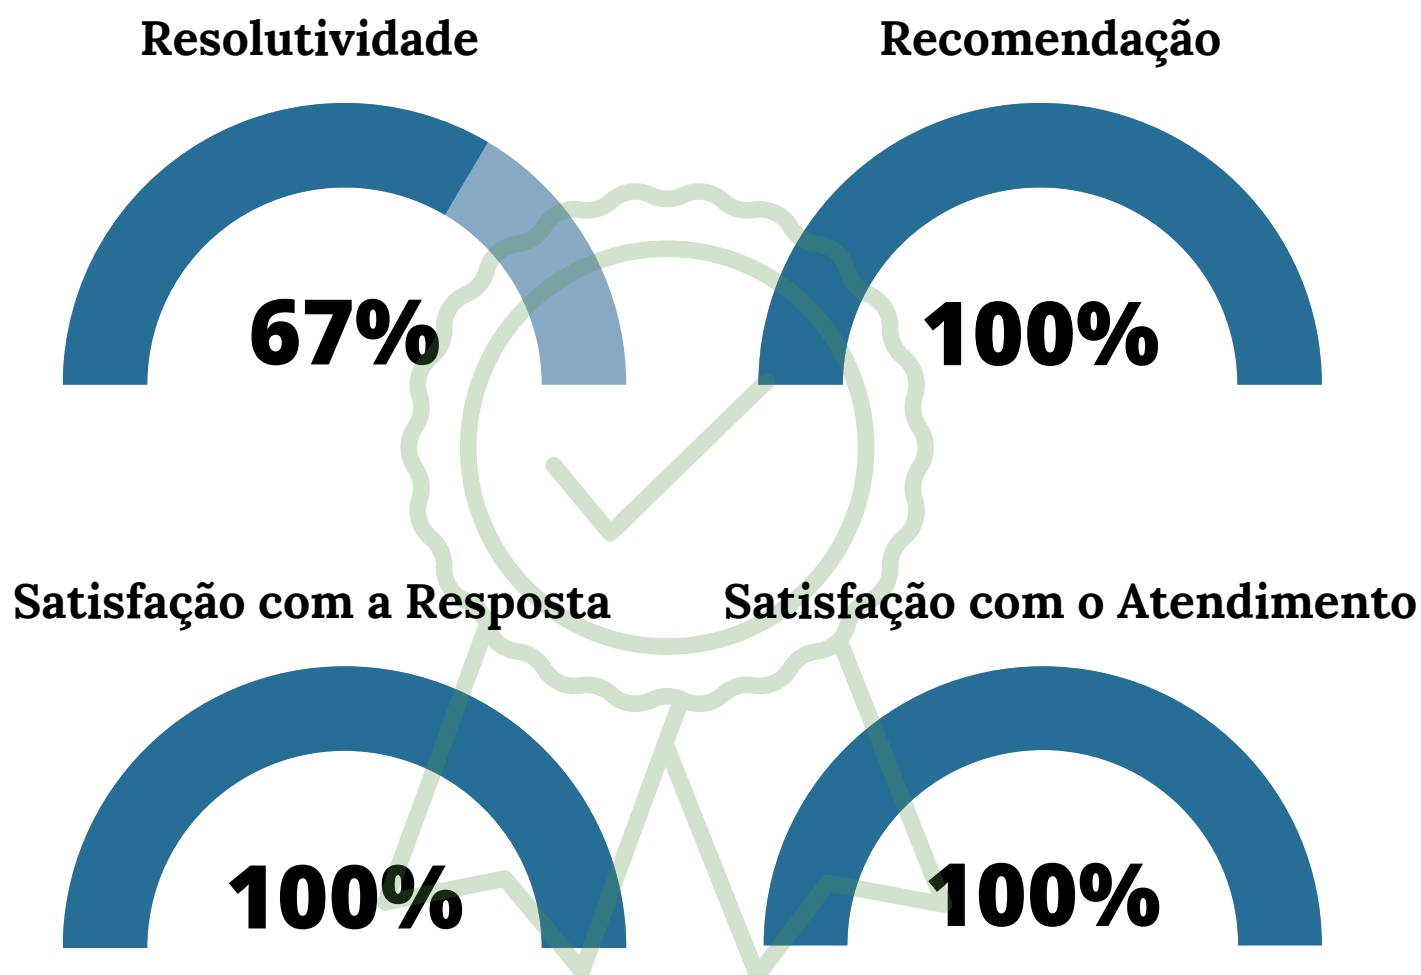 Resolutividade
Recomendação
67%
100%
Satisfação com a Resposta
Satisfação com o Atendimento
100%
100%